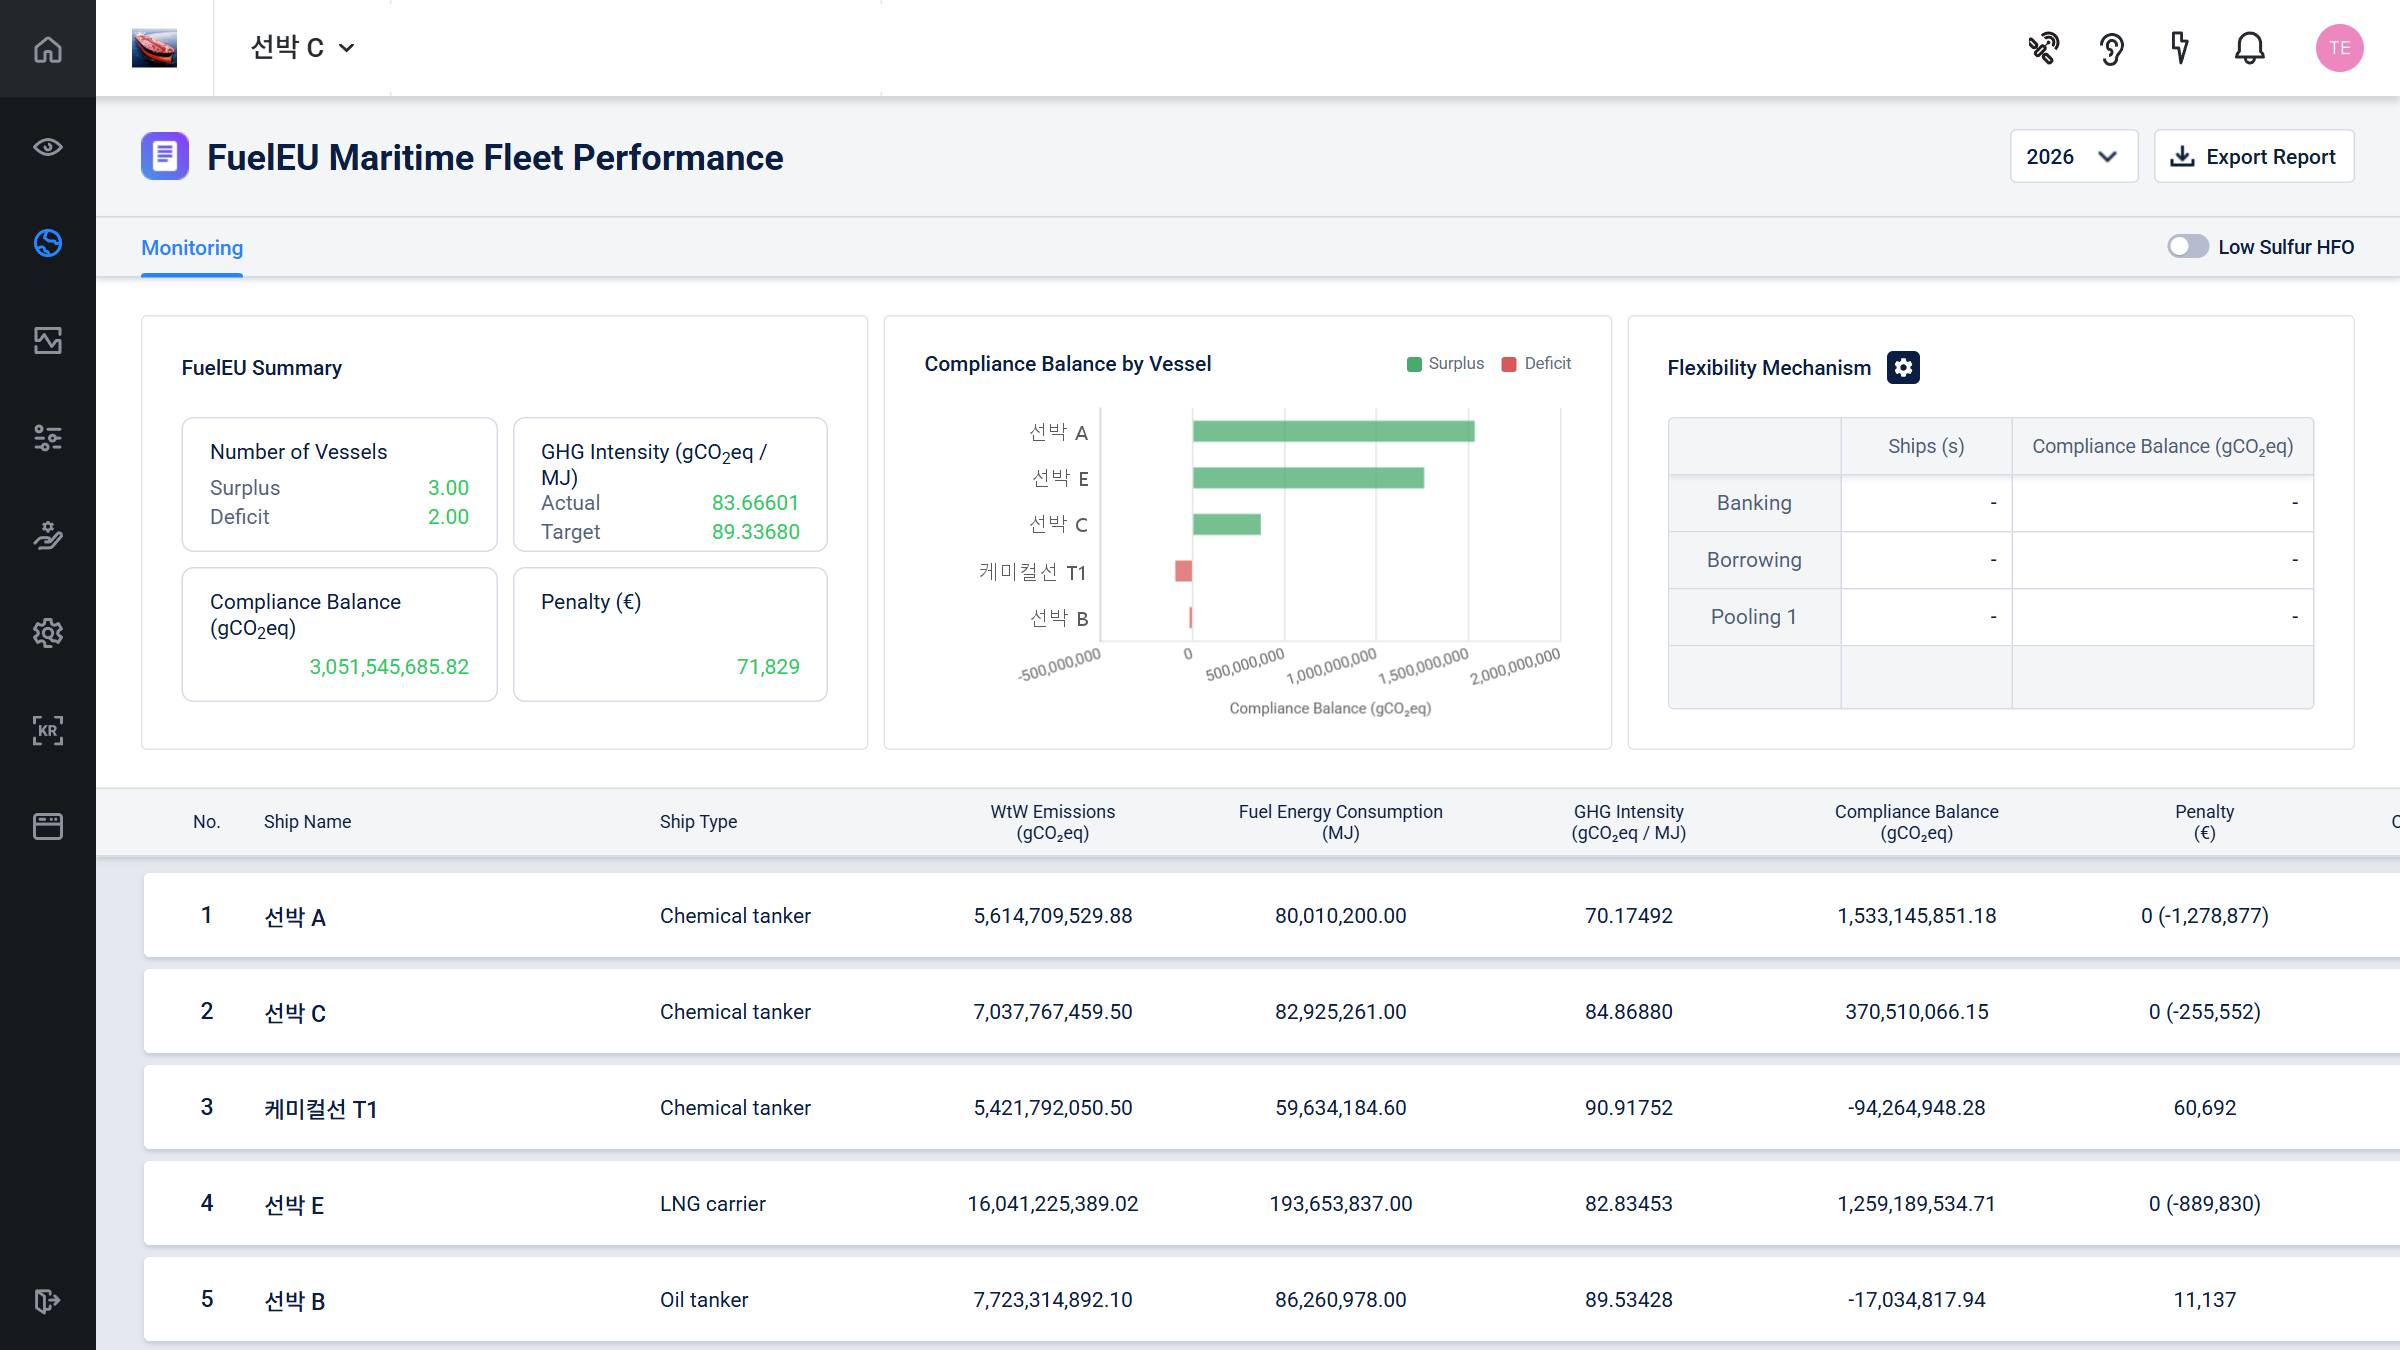 선박 C
TE
FuelEU Maritime Fleet Performance
2026
Export Report
Monitoring
Low Sulfur HFO
FuelEU Summary
Number of Vessels
Surplus 3.00
Deficit 2.00
GHG Intensity (gCO₂eq /
MJ)
Actual 83.66601
Target 89.33680
Compliance Balance
(gCO₂eq)
3,051,545,685.82
Penalty (€)
71,829
Compliance Balance by Vessel
Surplus Deficit
선박 A
선박 E
선박 C
케미컬선 T1
선박 B
-500,000,000 0 500,000,000 1,000,000,000 1,500,000,000 2,000,000,000
Compliance Balance (gCO₂eq)
Flexibility Mechanism
Ships (s) Compliance Balance (gCO₂eq)
Banking - -
Borrowing - -
Pooling 1 - -
KR
No. Ship Name Ship Type WtW Emissions (gCO₂eq) Fuel Energy Consumption (MJ) GHG Intensity (gCO₂eq / MJ) Compliance Balance (gCO₂eq) Penalty (€)
1 선박 A Chemical tanker 5,614,709,529.88 80,010,200.00 70.17492 1,533,145,851.18 0 (-1,278,877)
2 선박 C Chemical tanker 7,037,767,459.50 82,925,261.00 84.86880 370,510,066.15 0 (-255,552)
3 케미컬선 T1 Chemical tanker 5,421,792,050.50 59,634,184.60 90.91752 -94,264,948.28 60,692
4 선박 E LNG carrier 16,041,225,389.02 193,653,837.00 82.83453 1,259,189,534.71 0 (-889,830)
5 선박 B Oil tanker 7,723,314,892.10 86,260,978.00 89.53428 -17,034,817.94 11,137